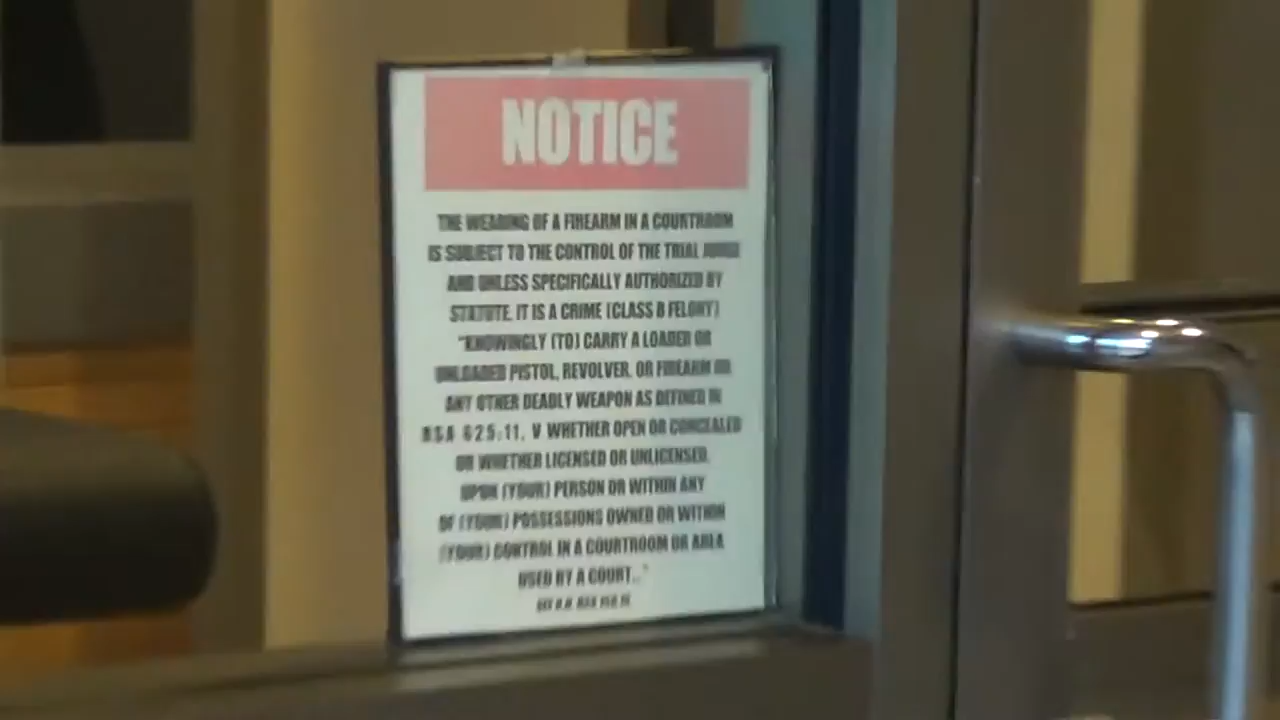 NOTICE
THE WEARING OF A FIREARM IN A COURTROOM
IS SUBJECT TO THE CONTROL OF THE TRIAL JUDGE
AND UNLESS SPECIFICALLY AUTHORIZED BY
STATUTE, IT IS A CRIME (CLASS B FELONY)
"KNOWINGLY (TO) CARRY A LOADED OR
UNLOADED PISTOL, REVOLVER, OR FIREARM OR
ANY OTHER DEADLY WEAPON AS DEFINED IN
RSA 625:11, V WHETHER OPEN OR CONCEALED
OR WHETHER LICENSED OR UNLICENSED,
UPON (YOUR) PERSON OR WITHIN ANY
OF (YOUR) POSSESSIONS OWNED OR WITHIN
(YOUR) CONTROL IN A COURTROOM OR AREA
USED BY A COURT..."